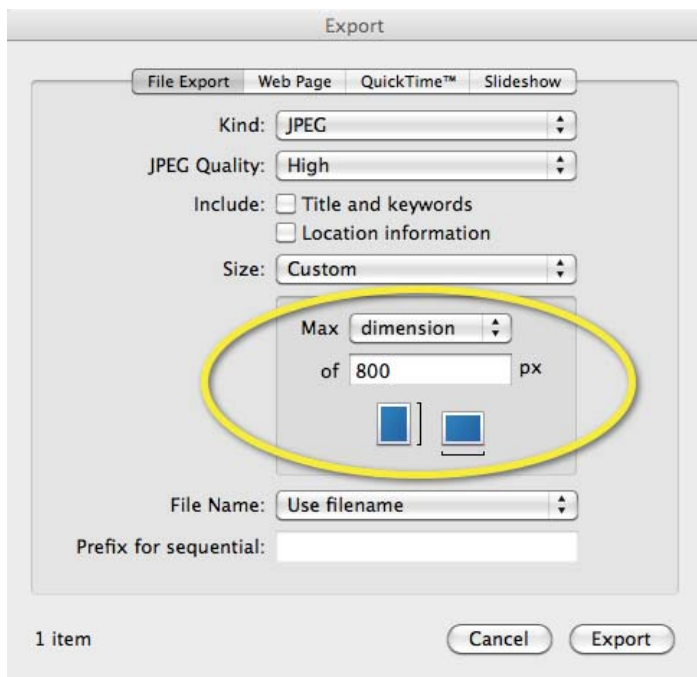 Export
File Export Web Page QuickTime™ Slideshow
Kind: JPEG
JPEG Quality: High
Include: Title and keywords
Location information
Size: Custom
Max dimension
of 800 px
File Name: Use filename
Prefix for sequential:
1 item Cancel Export